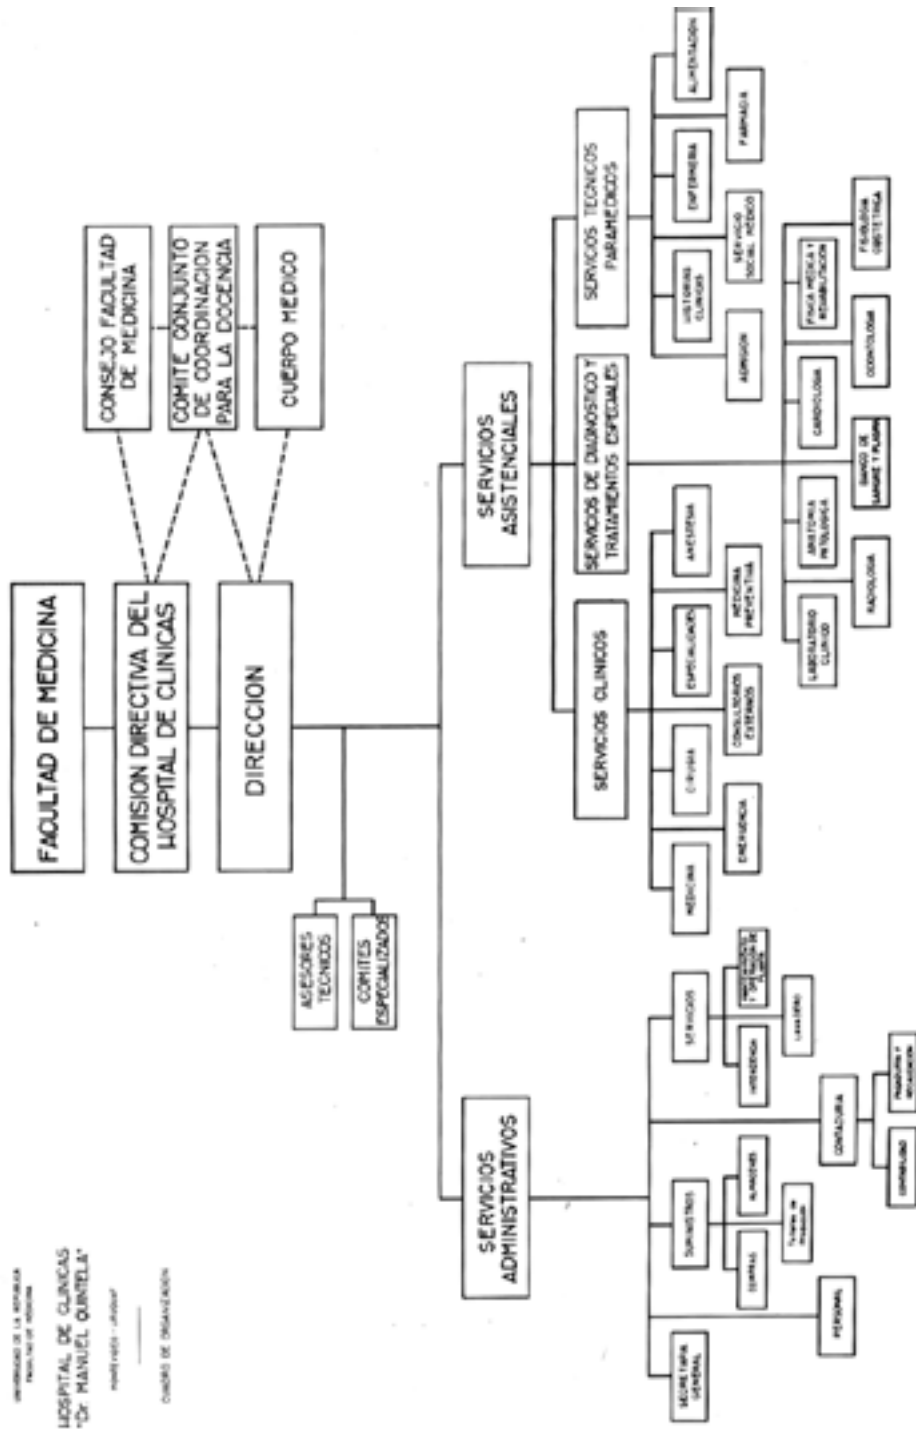 UNIVERSIDAD DE LA REPUBLICA
FACULTAD DE MEDICINA
HOSPITAL DE CLINICAS
"Dr. MANUEL QUINTELA"
MONTEVIDEO - URUGUAY
CUADRO DE ORGANIZACION
FACULTAD DE MEDICINA
COMISION DIRECTIVA DEL
HOSPITAL DE CLINICAS
DIRECCION
CONSEJO FACULTAD
DE MEDICINA
COMITE CONJUNTO
DE COORDINACION
PARA LA DOCENCIA
CUERPO MEDICO
ASESORES
TECNICOS
COMITES
ESPECIALIZADOS
SERVICIOS
ADMINISTRATIVOS
SERVICIOS
ASISTENCIALES
SERVICIOS CLINICOS
SERVICIOS DE DIAGNOSTICO Y
TRATAMIENTOS ESPECIALES
SERVICIOS TECNICOS
PARAMEDICOS
SECRETARIA
GENERAL
SUMINISTROS
SERVICIOS
PERSONAL
COMPRAS
ALMACENES
CONTADURIA
INTENDENCIA
Y OPERACION DE
PLANTA
LAVADERO
CONTABILIDAD
MEDICINA
CIRUGIA
ESPECIALIDADES
ANESTESIA
EMERGENCIA
CONSULTORIOS
EXTERNOS
MEDICINA
PREVENTIVA
HISTORIAS
CLINICAS
ENFERMERIA
ALIMENTACION
ADMISION
SERVICIO
SOCIAL MEDICO
FARMACIA
LABORATORIO
CLINICO
ANATOMIA
PATOLOGICA
CARDIOLOGIA
FISICA MEDICA Y
REHABILITACION
RADIOLOGIA
BANCO DE
SANGRE Y PLASMA
ODONTOLOGIA
FISIOLOGIA
OBSTETRICA